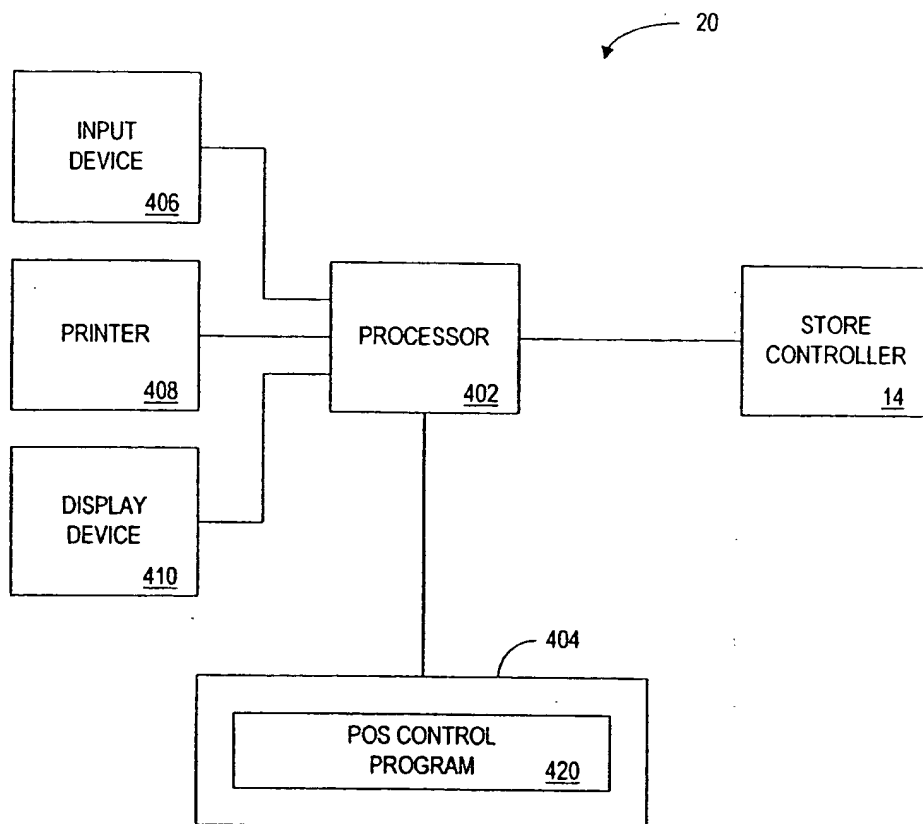 20
INPUT
DEVICE
406
PRINTER
408
DISPLAY
DEVICE
410
PROCESSOR
402
STORE
CONTROLLER
14
404
POS CONTROL
PROGRAM
420